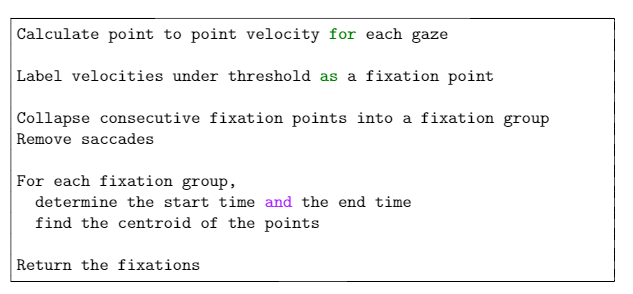 Calculate point to point velocity for each gaze
Label velocities under threshold as a fixation point
Collapse consecutive fixation points into a fixation group
Remove saccades
For each fixation group,
determine the start time and the end time
find the centroid of the points
Return the fixations